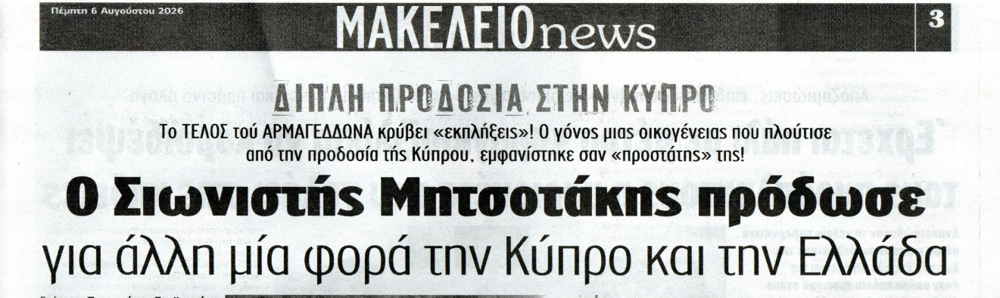 Πέμπτη 6 Αυγούστου 2026
ΜΑΚΕΛΕΙΟ news
3
ΔΙΠΛΗ ΠΡΟΔΟΣΙΑ ΣΤΗΝ ΚΥΠΡΟ
Το ΤΕΛΟΣ τού ΑΡΜΑΓΕΔΔΩΝΑ κρύβει «εκπλήξεις»! Ο γόνος μιας οικογένειας που πλούτισε
από την προδοσία τής Κύπρου, εμφανίστηκε σαν «προστάτης» της!
Ο Σιωνιστής Μητσοτάκης πρόδωσε
για άλλη μία φορά την Κύπρο και την Ελλάδα